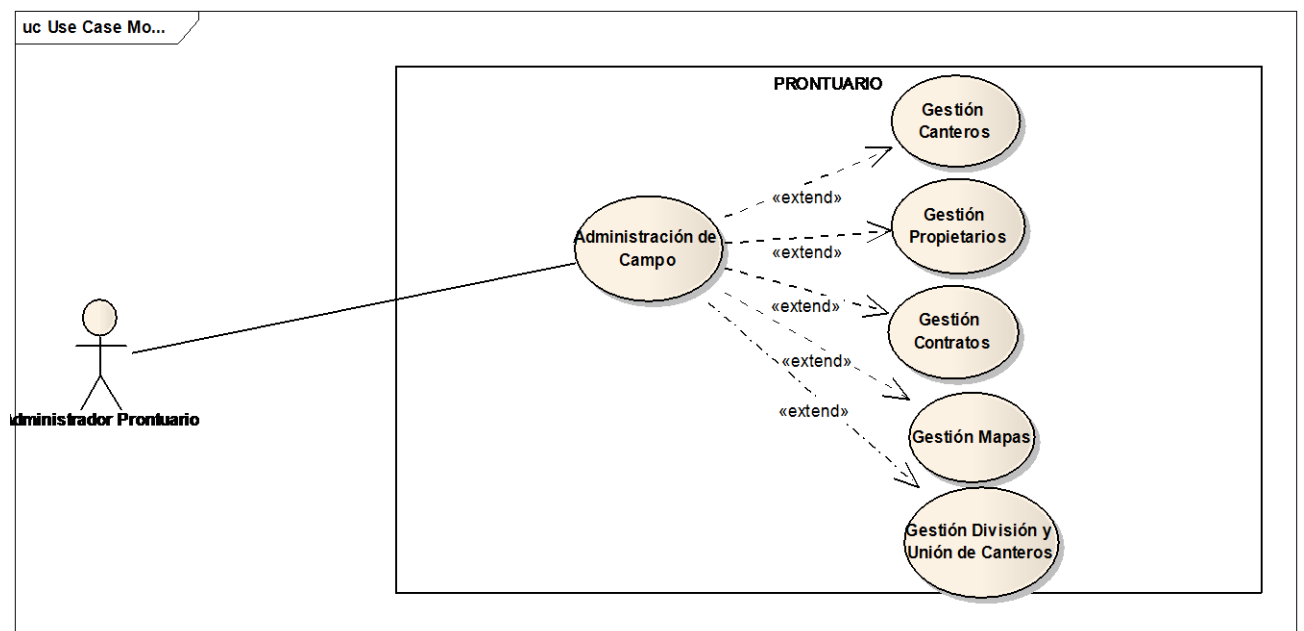 uc Use Case Mo...
PRONTUARIO
Gestión
Canteros
«extend»
Gestión
Propietarios
«extend»
Administración de
Campo
Gestión
Contratos
«extend»
«extend»
Gestión Mapas
«extend»
Gestión División y
Unión de Canteros
dministrador Prontuario